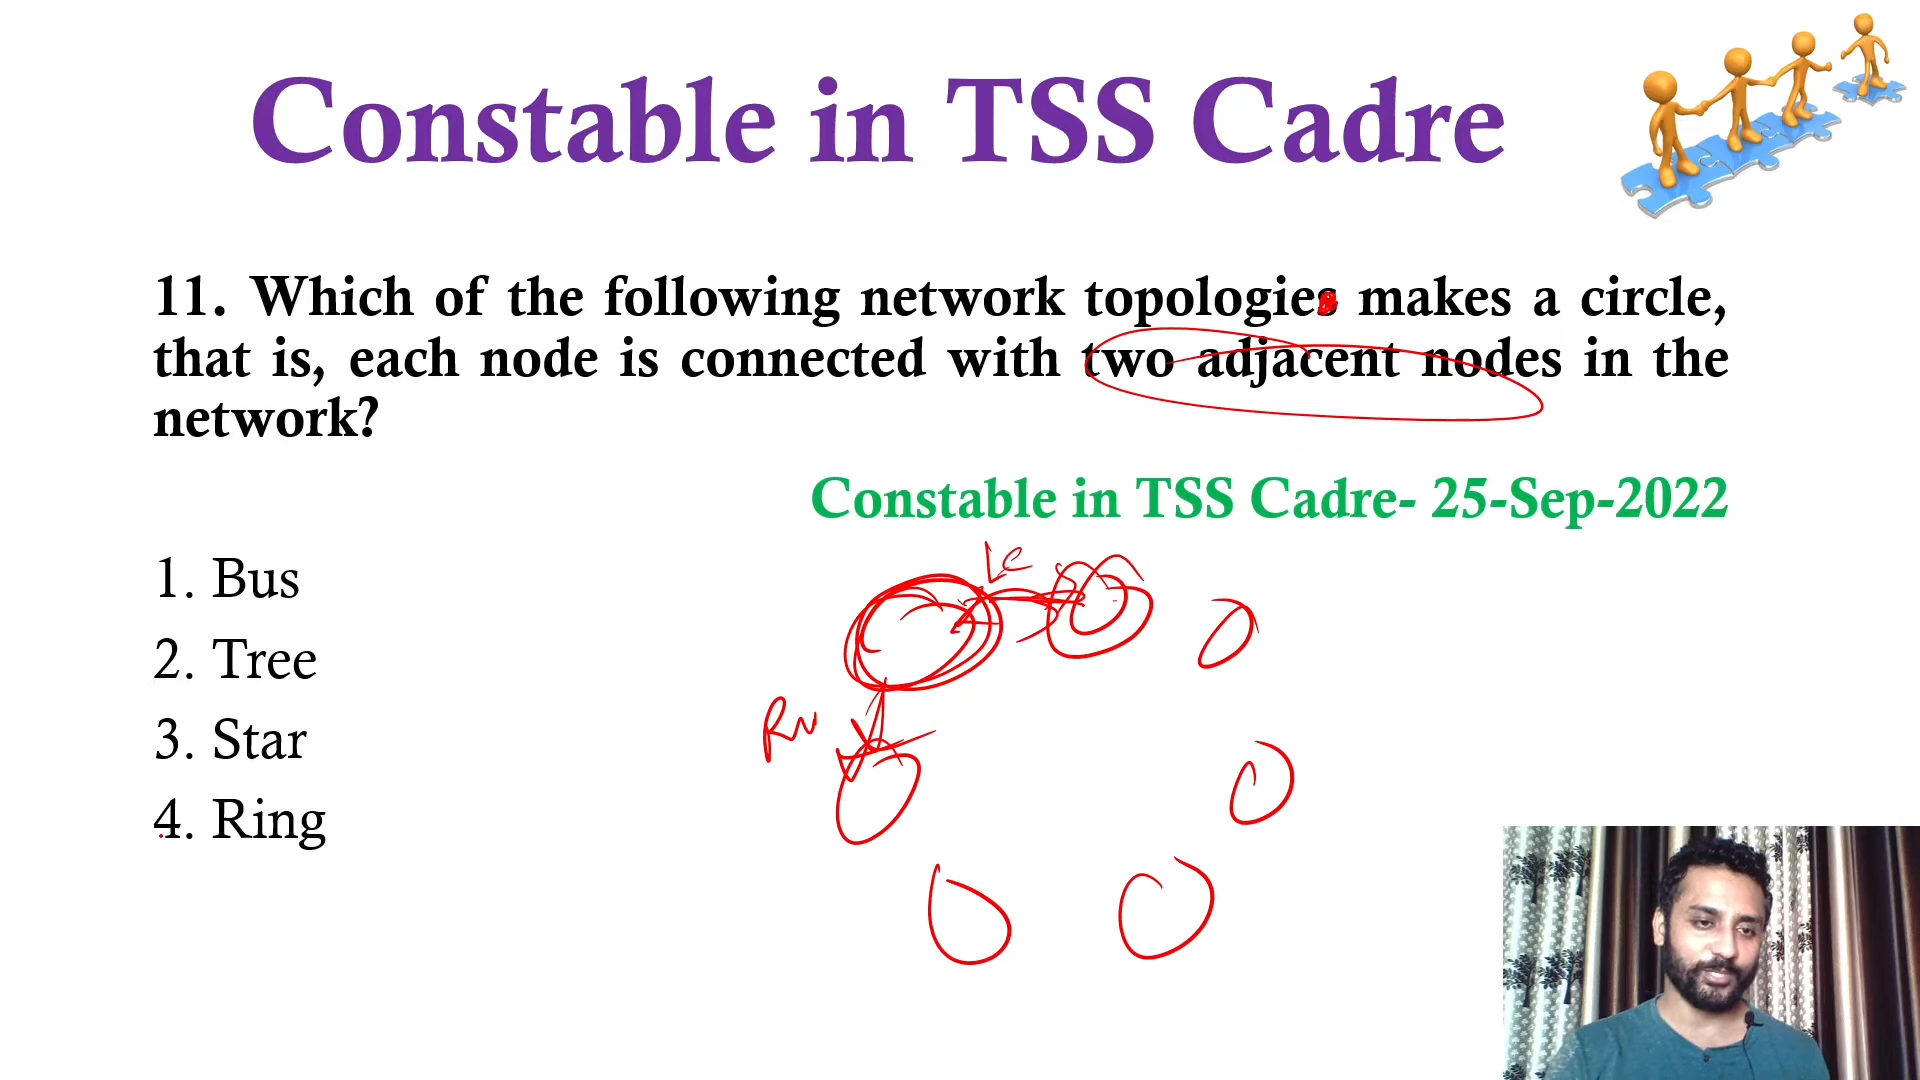 Constable in TSS Cadre
11. Which of the following network topologies makes a circle,
that is, each node is connected with two adjacent nodes in the
network?
Constable in TSS Cadre- 25-Sep-2022
1. Bus
2. Tree
3. Star
4. Ring